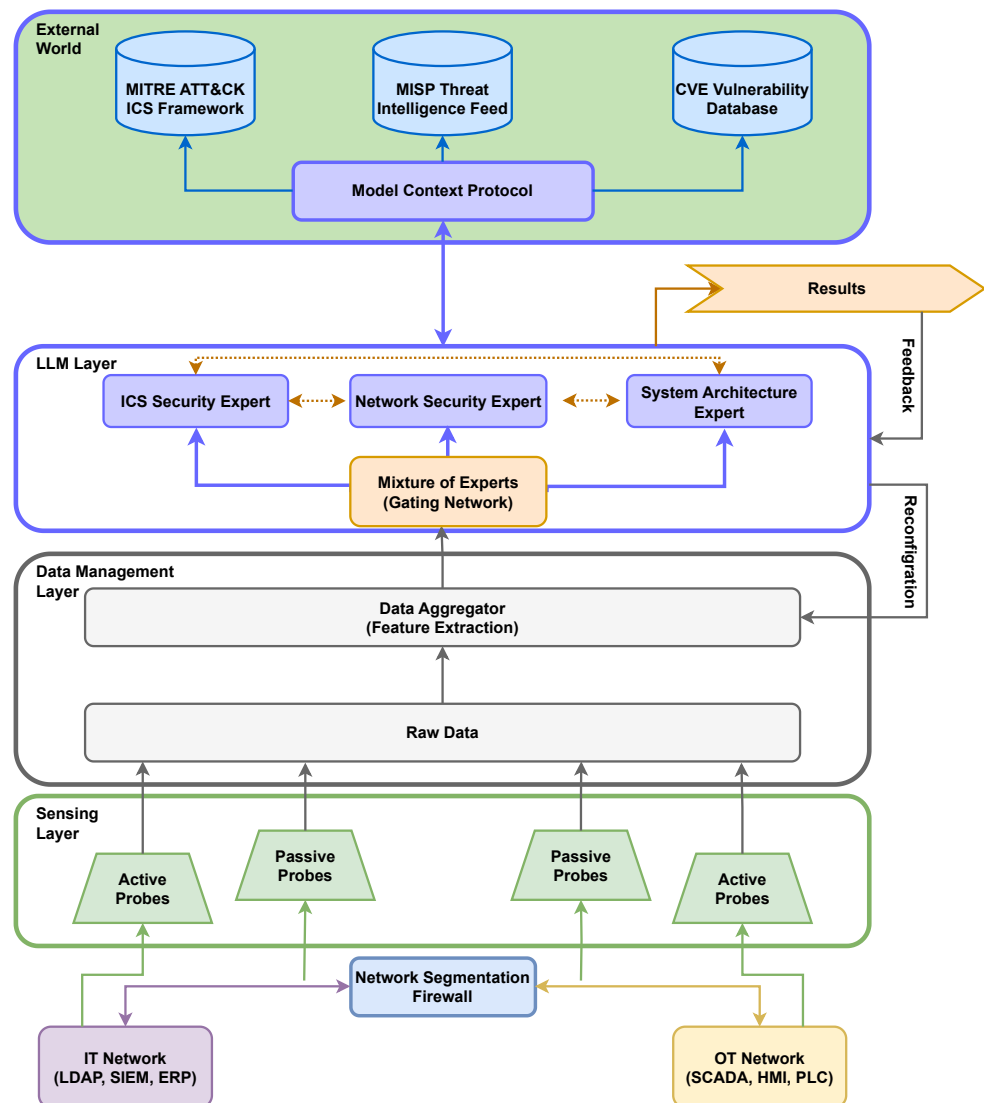 External
World
MITRE ATT&CK
ICS Framework
MISP Threat
Intelligence Feed
CVE Vulnerability
Database
Model Context Protocol
Results
Feedback
LLM Layer
ICS Security Expert
Network Security Expert
System Architecture
Expert
Mixture of Experts
(Gating Network)
Reconfigration
Data Management
Layer
Data Aggregator
(Feature Extraction)
Raw Data
Sensing
Layer
Active
Probes
Passive
Probes
Passive
Probes
Active
Probes
Network Segmentation
Firewall
IT Network
(LDAP, SIEM, ERP)
OT Network
(SCADA, HMI, PLC)